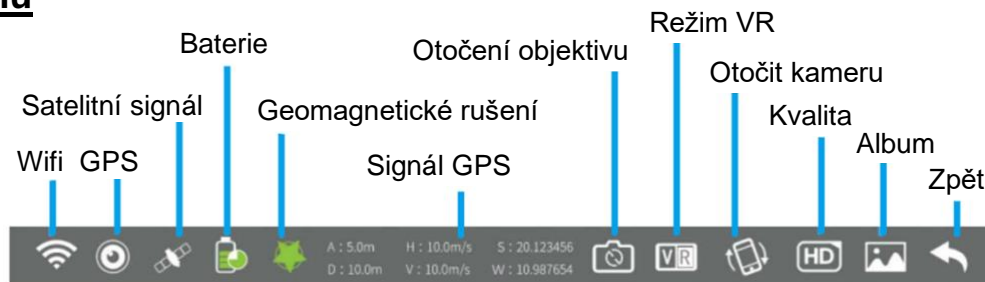 Režim VR
Baterie
Otočení objektivu
Otočit kameru
Satelitní signál
Geomagnetické rušení
Kvalita
Album
Wifi GPS
Signál GPS
Zpět
A : 5.0m H : 10.0m/s S : 20.123456
D : 10.0m V : 10.0m/s W : 10.987654
VR
HD